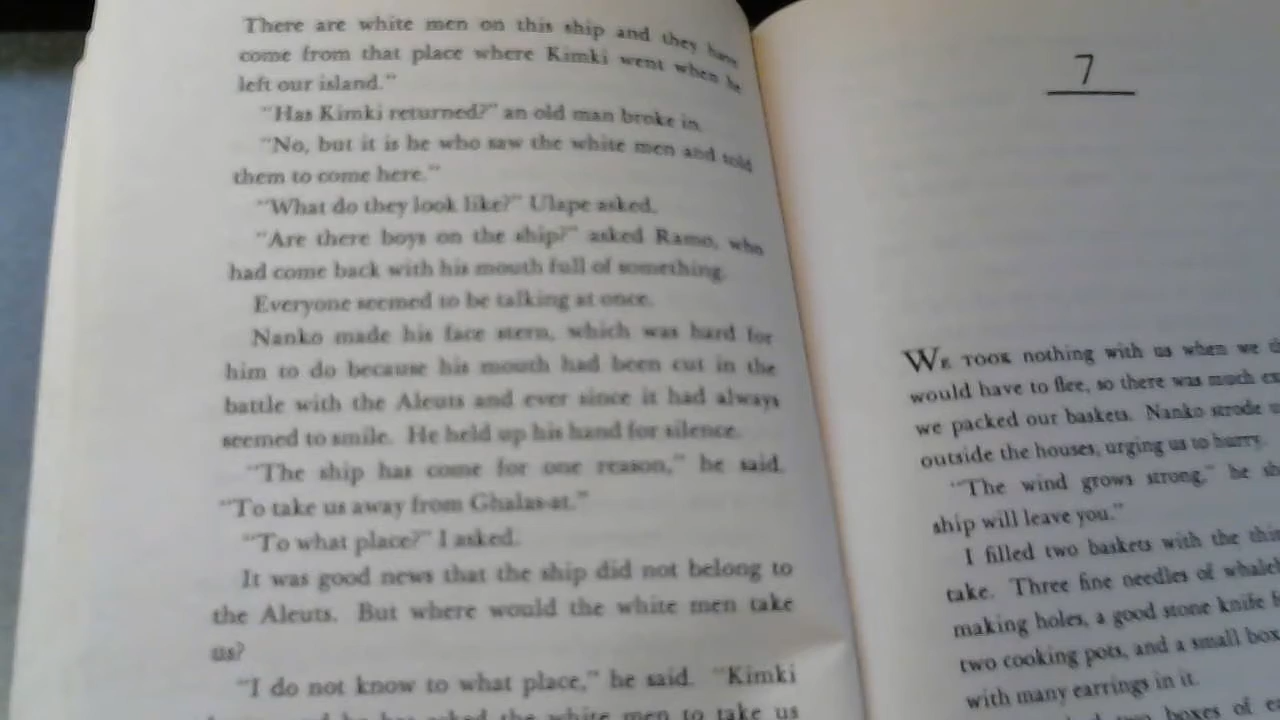 There are white men on this ship and they have
come from that place where Kimki went when he
left our island."
"Has Kimki returned?" an old man broke in.
"No, but it is he who saw the white men and told
them to come here."
"What do they look like?" Ulape asked.
"Are there boys on the ship?" asked Ramo, who
had come back with his mouth full of something.
Everyone seemed to be talking at once.
Nanko made his face stern, which was hard for
him to do because his mouth had been cut in the
battle with the Aleuts and ever since it had always
seemed to smile. He held up his hand for silence.
"The ship has come for one reason," he said.
"To take us away from Ghalas-at."
"To what place?" I asked.
It was good news that the ship did not belong to
the Aleuts. But where would the white men take
us?
"I do not know to what place," he said. "Kimki
asked the white men to take us
7
WE TOOK nothing with us when we
would have to flee, so there was much
we packed our baskets. Nanko strode
outside the houses, urging us to hurry.
"The wind grows strong," he
ship will leave you."
I filled two baskets with the
take. Three fine needles of
making holes, a good stone knife
two cooking pots, and a small box
with many earrings in it.
two boxes of